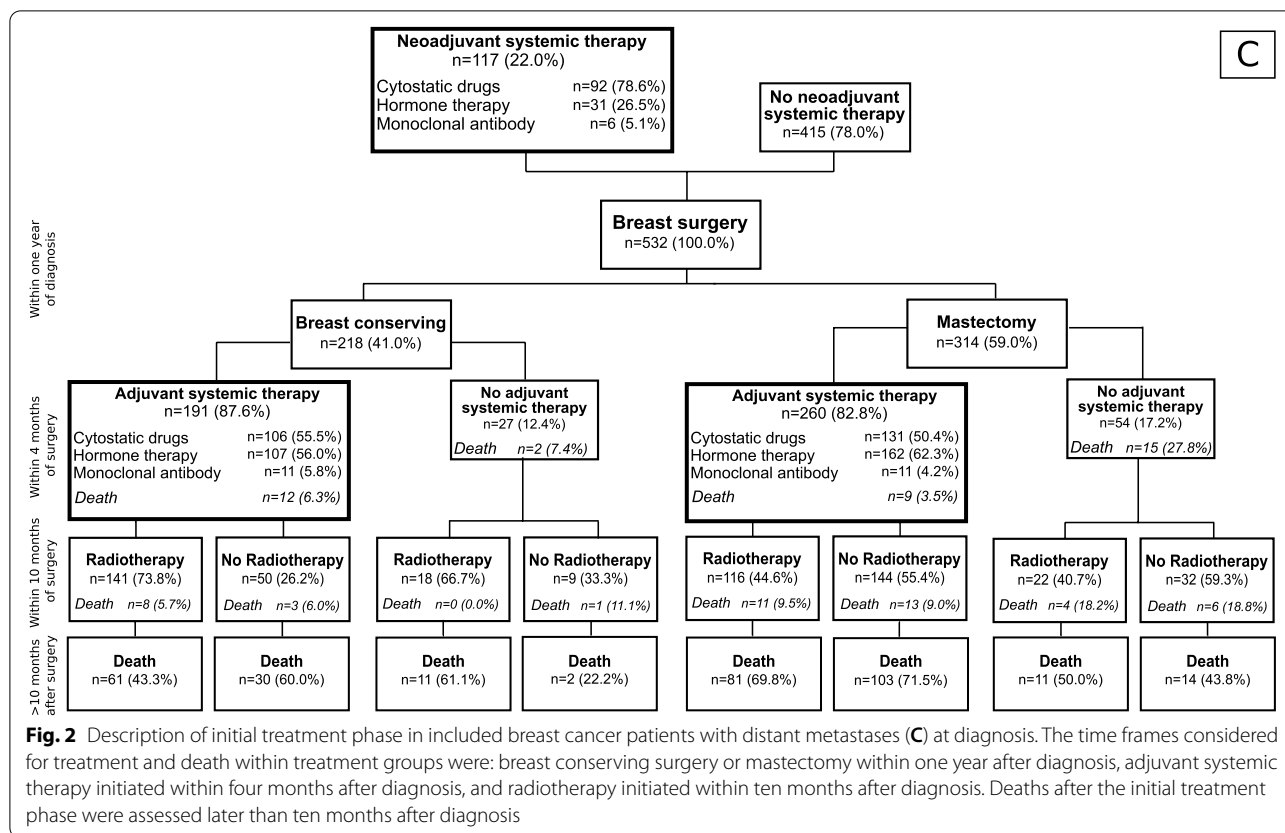 C
Neoadjuvant systemic therapy
n=117 (22.0%)
Cytostatic drugs n=92 (78.6%)
Hormone therapy n=31 (26.5%)
Monoclonal antibody n=6 (5.1%)
No neoadjuvant
systemic therapy
n=415 (78.0%)
Within one year
of diagnosis
Breast surgery
n=532 (100.0%)
Breast conserving
n=218 (41.0%)
Mastectomy
n=314 (59.0%)
Within 4 months
of surgery
Adjuvant systemic therapy
n=191 (87.6%)
Cytostatic drugs n=106 (55.5%)
Hormone therapy n=107 (56.0%)
Monoclonal antibody n=11 (5.8%)
Death n=12 (6.3%)
No adjuvant
systemic therapy
n=27 (12.4%)
Death n=2 (7.4%)
Adjuvant systemic therapy
n=260 (82.8%)
Cytostatic drugs n=131 (50.4%)
Hormone therapy n=162 (62.3%)
Monoclonal antibody n=11 (4.2%)
Death n=9 (3.5%)
No adjuvant
systemic therapy
n=54 (17.2%)
Death n=15 (27.8%)
Within 10 months
of surgery
Radiotherapy
n=141 (73.8%)
Death n=8 (5.7%)
No Radiotherapy
n=50 (26.2%)
Death n=3 (6.0%)
Radiotherapy
n=18 (66.7%)
Death n=0 (0.0%)
No Radiotherapy
n=9 (33.3%)
Death n=1 (11.1%)
Radiotherapy
n=116 (44.6%)
Death n=11 (9.5%)
No Radiotherapy
n=144 (55.4%)
Death n=13 (9.0%)
Radiotherapy
n=22 (40.7%)
Death n=4 (18.2%)
No Radiotherapy
n=32 (59.3%)
Death n=6 (18.8%)
>10 months
after surgery
Death
n=61 (43.3%)
Death
n=30 (60.0%)
Death
n=11 (61.1%)
Death
n=2 (22.2%)
Death
n=81 (69.8%)
Death
n=103 (71.5%)
Death
n=11 (50.0%)
Death
n=14 (43.8%)
Fig. 2 Description of initial treatment phase in included breast cancer patients with distant metastases (C) at diagnosis. The time frames considered
for treatment and death within treatment groups were: breast conserving surgery or mastectomy within one year after diagnosis, adjuvant systemic
therapy initiated within four months after diagnosis, and radiotherapy initiated within ten months after diagnosis. Deaths after the initial treatment
phase were assessed later than ten months after diagnosis